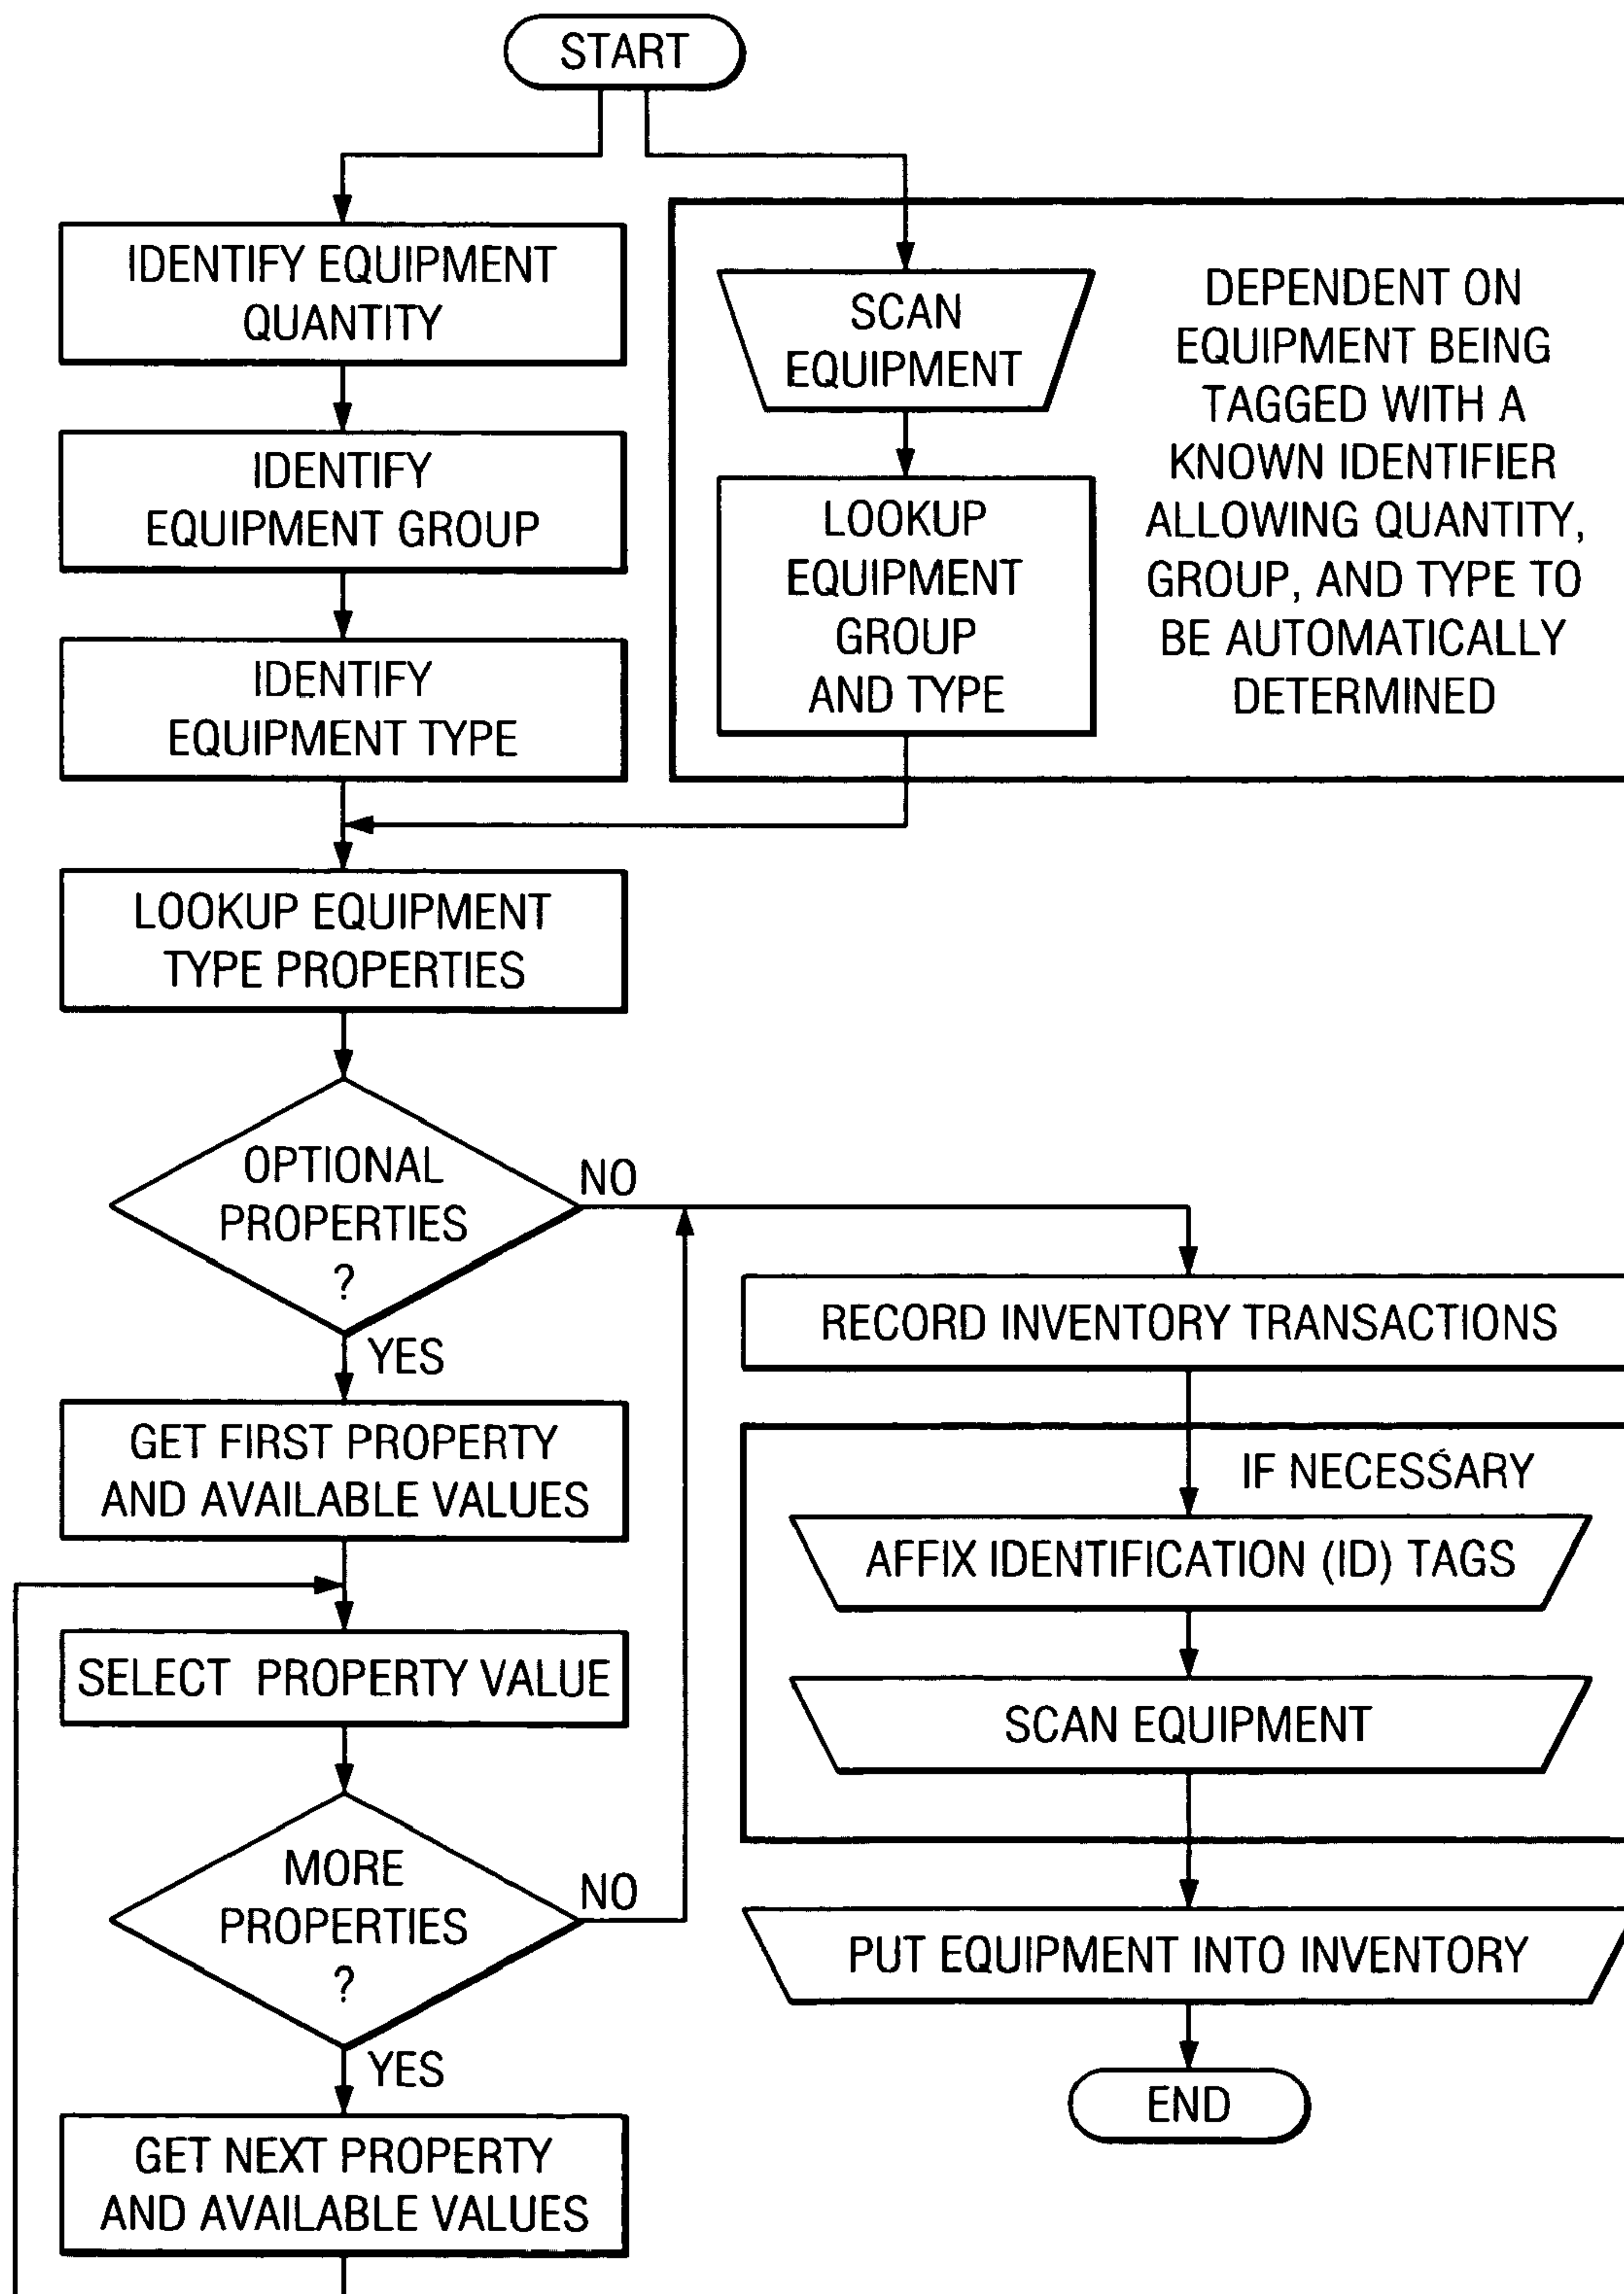 START
IDENTIFY EQUIPMENT
QUANTITY
IDENTIFY
EQUIPMENT GROUP
IDENTIFY
EQUIPMENT TYPE
SCAN
EQUIPMENT
LOOKUP
EQUIPMENT
GROUP
AND TYPE
DEPENDENT ON
EQUIPMENT BEING
TAGGED WITH A
KNOWN IDENTIFIER
ALLOWING QUANTITY,
GROUP, AND TYPE TO
BE AUTOMATICALLY
DETERMINED
LOOKUP EQUIPMENT
TYPE PROPERTIES
OPTIONAL
PROPERTIES
?
NO
YES
GET FIRST PROPERTY
AND AVAILABLE VALUES
SELECT PROPERTY VALUE
MORE
PROPERTIES
?
NO
YES
GET NEXT PROPERTY
AND AVAILABLE VALUES
RECORD INVENTORY TRANSACTIONS
IF NECESSARY
AFFIX IDENTIFICATION (ID) TAGS
SCAN EQUIPMENT
PUT EQUIPMENT INTO INVENTORY
END